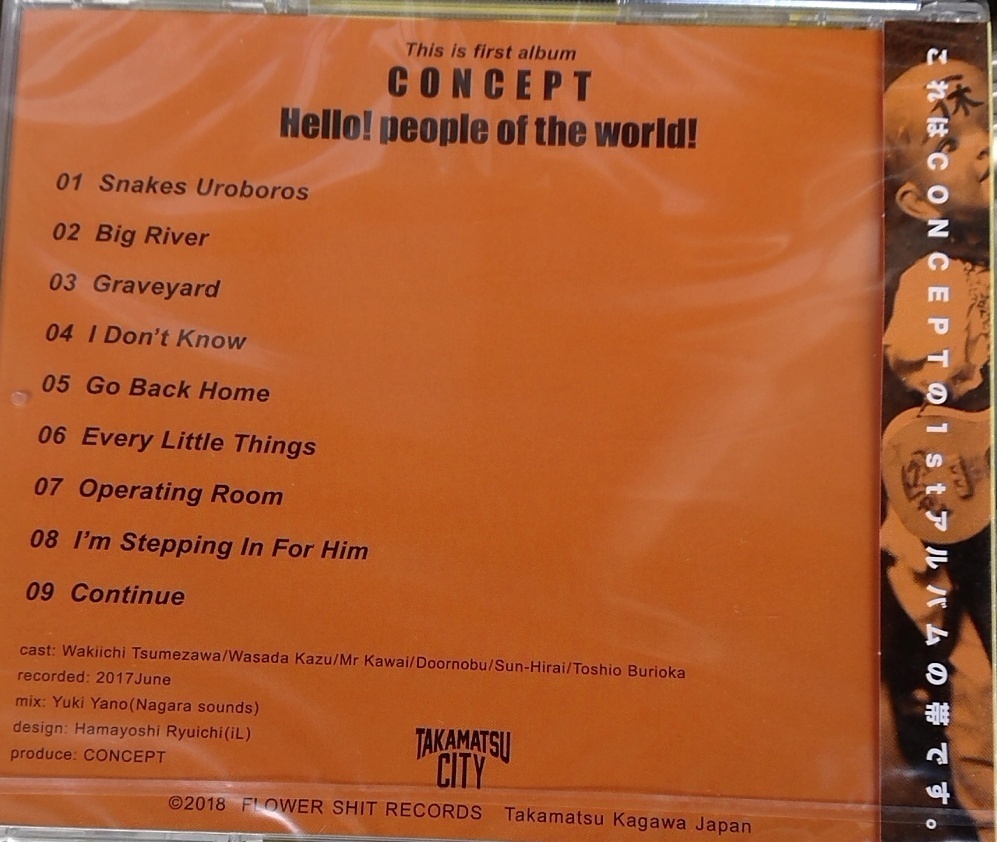 This is first album
CONCEPT
Hello! people of the world!
01 Snakes Uroboros
02 Big River
03 Graveyard
04 I Don't Know
05 Go Back Home
06 Every Little Things
07 Operating Room
08 I'm Stepping In For Him
09 Continue
cast: Wakiichi Tsumezawa/Wasada Kazu/Mr Kawai/Doornobu/Sun-Hirai/Toshio Burioka
recorded: 2017June
mix: Yuki Yano(Nagara sounds)
design: Hamayoshi Ryuichi(iL)
produce: CONCEPT
TAKAMATSU
CITY
©2018 FLOWER SHIT RECORDS Takamatsu Kagawa Japan
これはCONCEPTの1stアルバムの帯です。
休